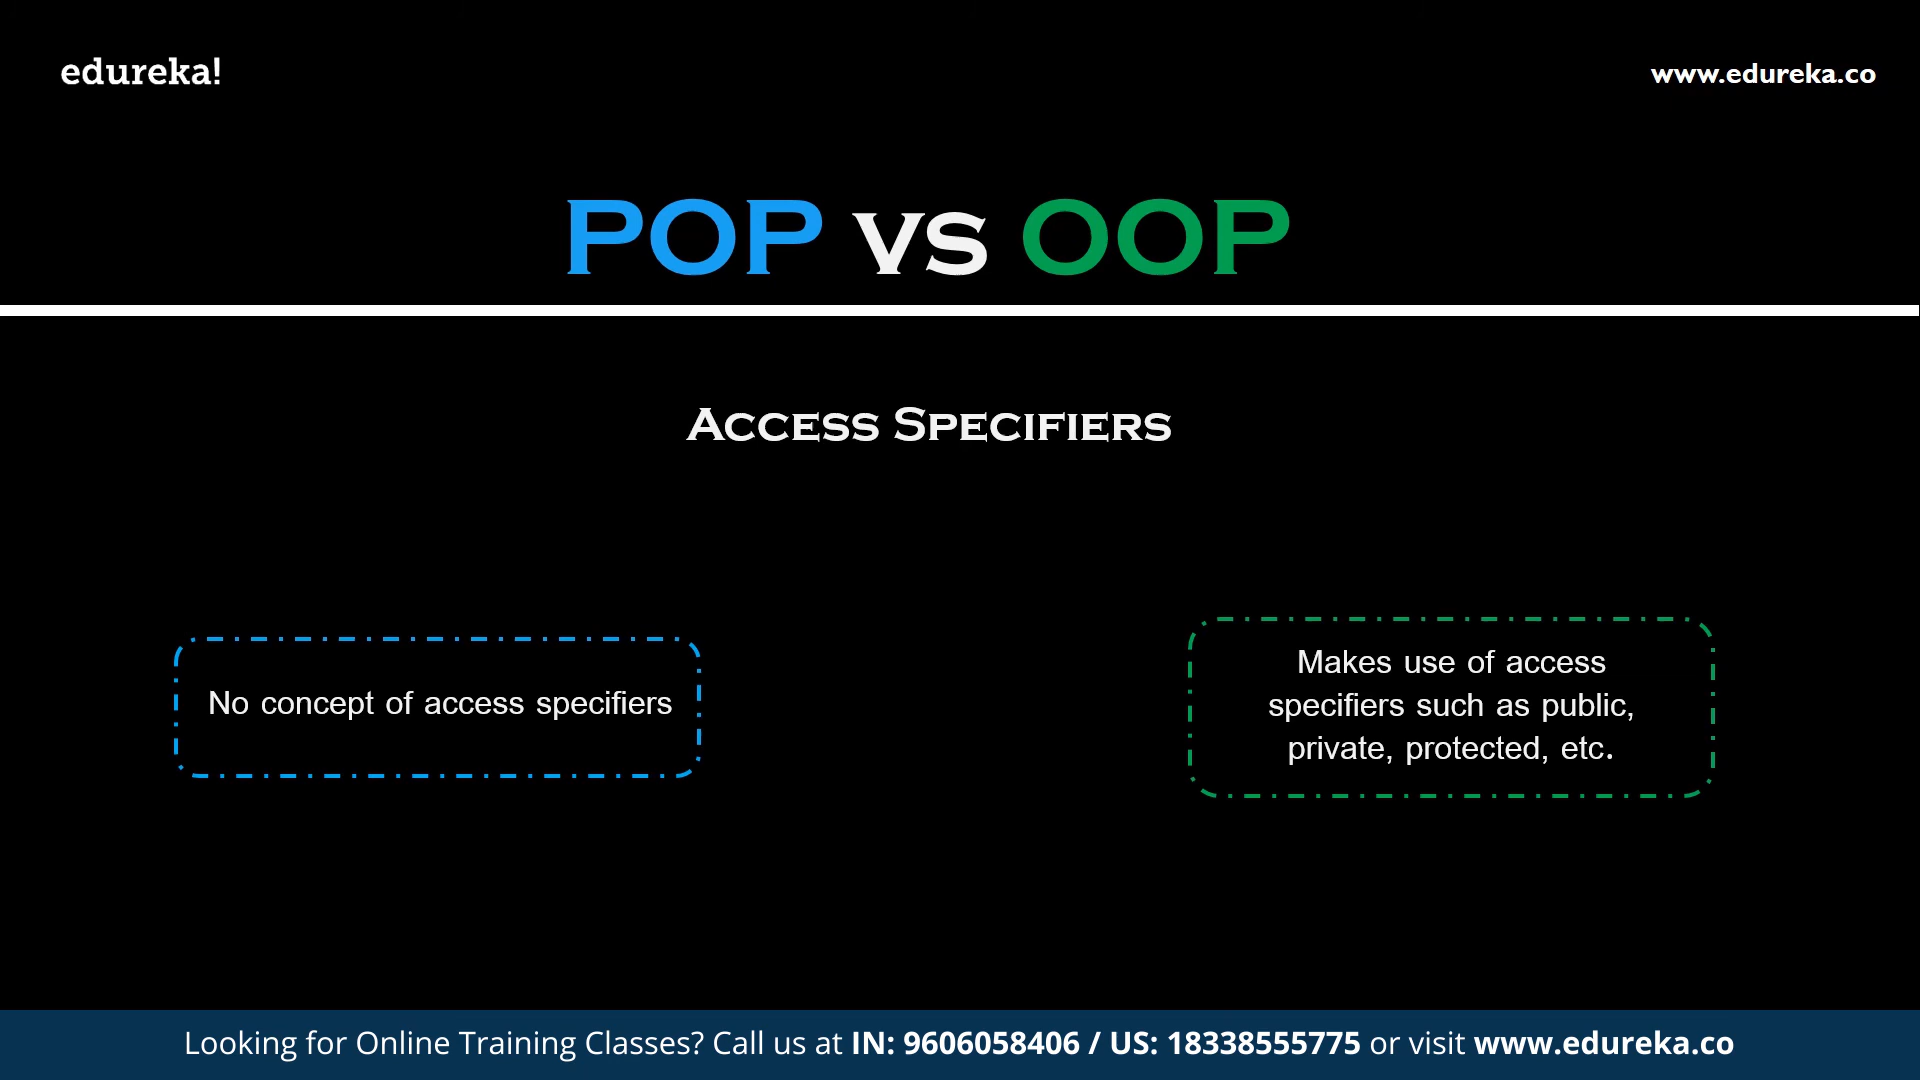 edureka!
www.edureka.co
POP vs OOP
Access Specifiers
No concept of access specifiers
Makes use of access
specifiers such as public,
private, protected, etc.
Looking for Online Training Classes? Call us at IN: 9606058406 / US: 18338555775 or visit www.edureka.co